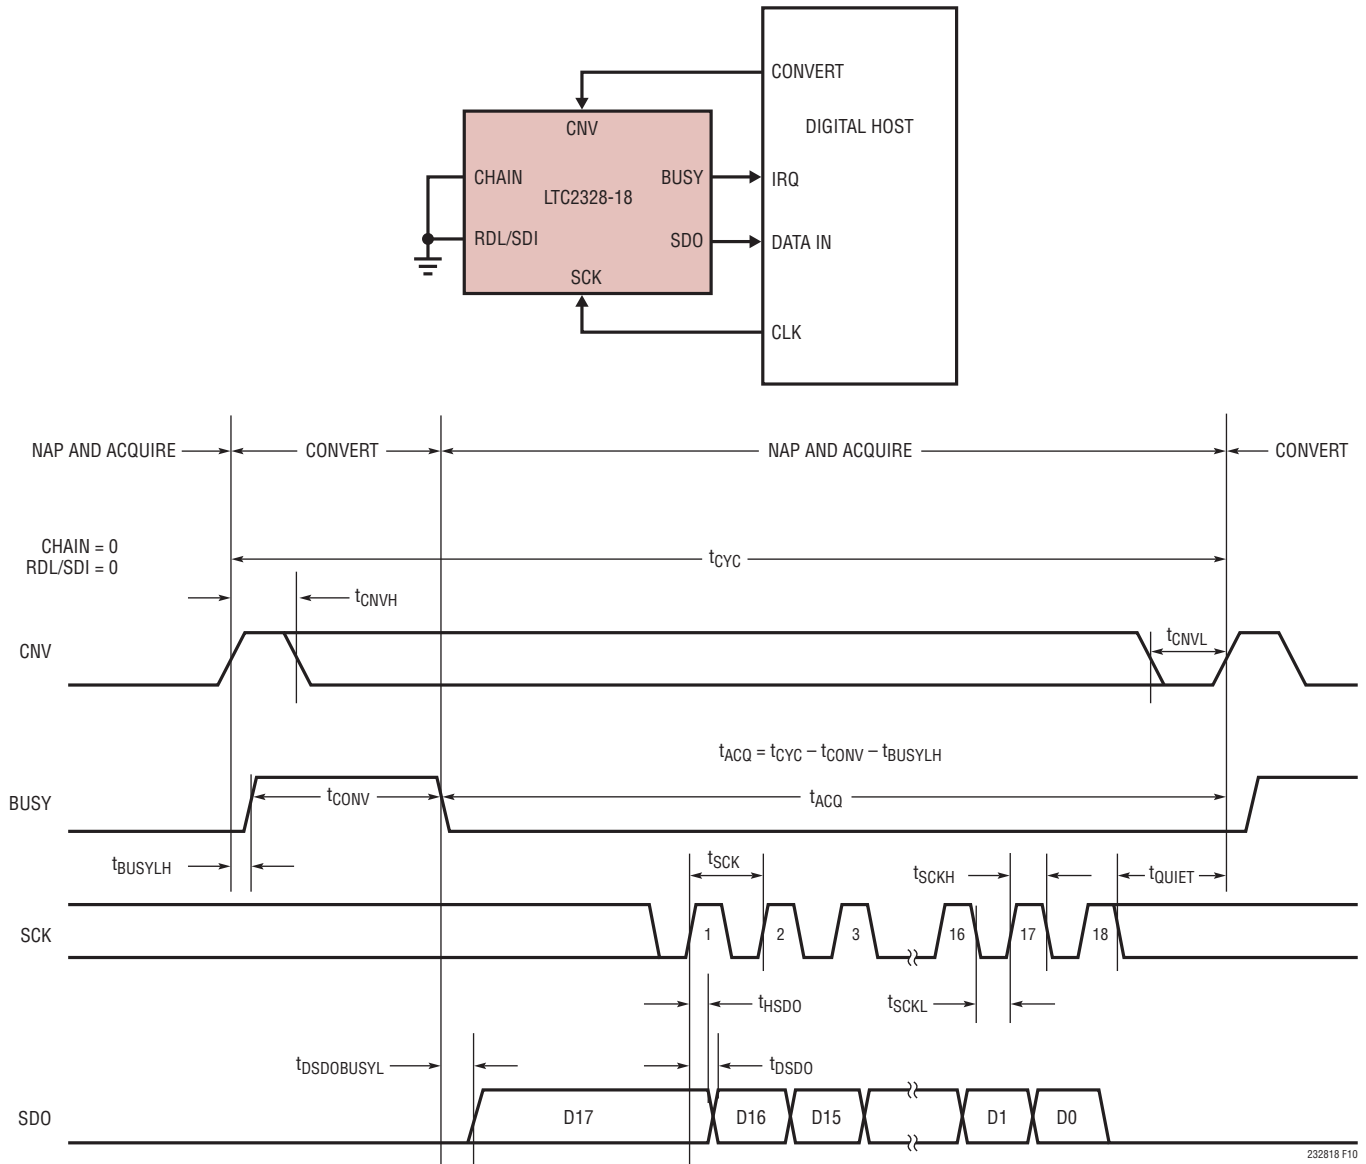 CONVERT
CNV
DIGITAL HOST
CHAIN
BUSY
IRQ
LTC2328-18
RDL/SDI
SDO
DATA IN
SCK
CLK
NAP AND ACQUIRE
CONVERT
NAP AND ACQUIRE
CONVERT
CHAIN = 0
RDL/SDI = 0
tCYC
tCNVH
tCNVL
CNV
tACQ = tCYC – tCONV – tBUSYLH
BUSY
tCONV
tACQ
tBUSYLH
tSCK
tSCKH
tQUIET
SCK
1
2
3
16
17
18
tHSDO
tSCKL
tDSDOBUSYL
tDSDO
SDO
D17
D16
D15
D1
D0
232818 F10